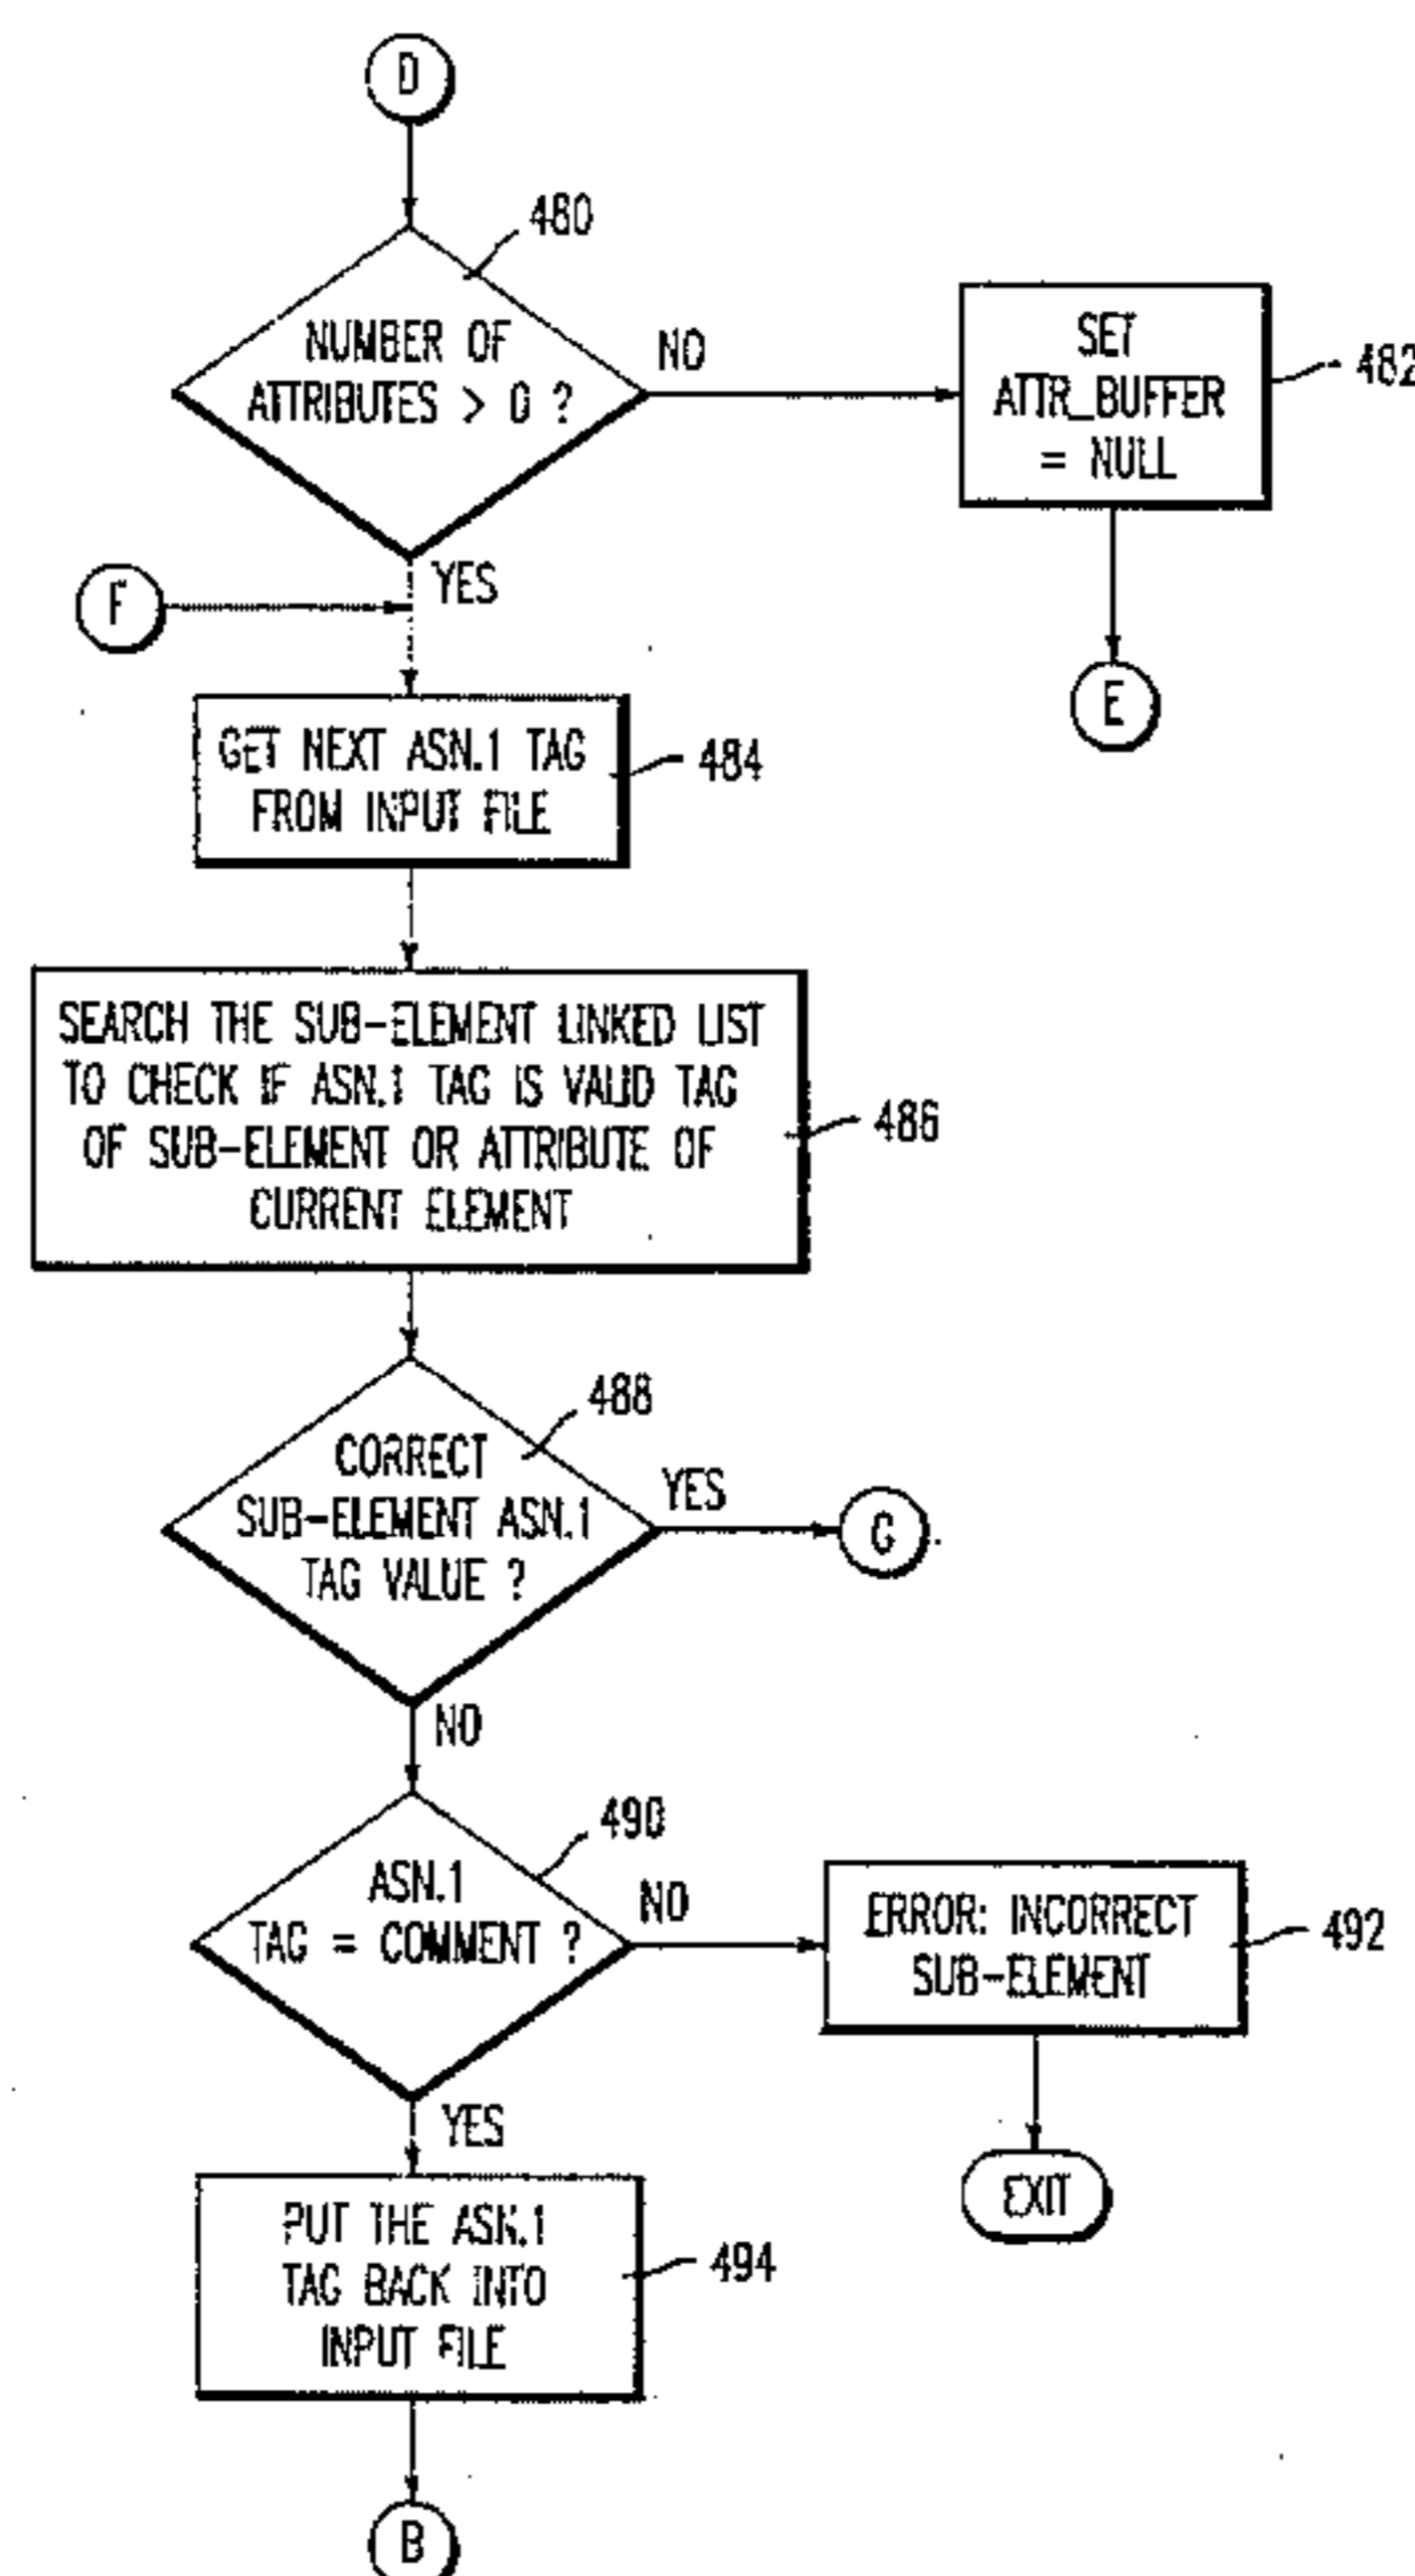 D
480
NUMBER OF
ATTRIBUTES > 0 ?
NO
SET
ATTR_BUFFER
= NULL
482
YES
F
E
GET NEXT ASN.1 TAG
FROM INPUT FILE
484
SEARCH THE SUB-ELEMENT LINKED LIST
TO CHECK IF ASN.1 TAG IS VALID TAG
OF SUB-ELEMENT OR ATTRIBUTE OF
CURRENT ELEMENT
486
488
CORRECT
SUB-ELEMENT ASN.1
TAG VALUE ?
YES
G
NO
490
ASN.1
TAG = COMMENT ?
NO
ERROR: INCORRECT
SUB-ELEMENT
492
YES
EXIT
PUT THE ASN.1
TAG BACK INTO
INPUT FILE
494
B